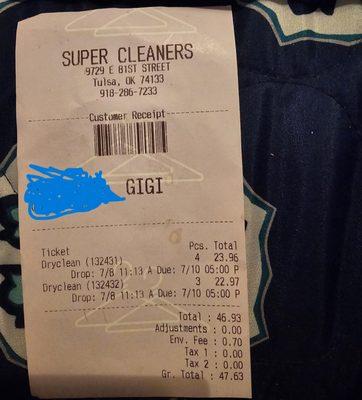 SUPER CLEANERS
9729 E 81ST STREET
Tulsa, OK 74133
918-286-7233
Customer Receipt
GIGI
Ticket Pcs. Total
Dryclean (132431) 4 23.96
Drop: 7/8 11:13 A Due: 7/10 05:00 P
Dryclean (132432) 3 22.97
Drop: 7/8 11:13 A Due: 7/10 05:00 P
Total : 46.93
Adjustments : 0.00
Env. Fee : 0.70
Tax 1 : 0.00
Tax 2 : 0.00
Gr. Total : 47.63